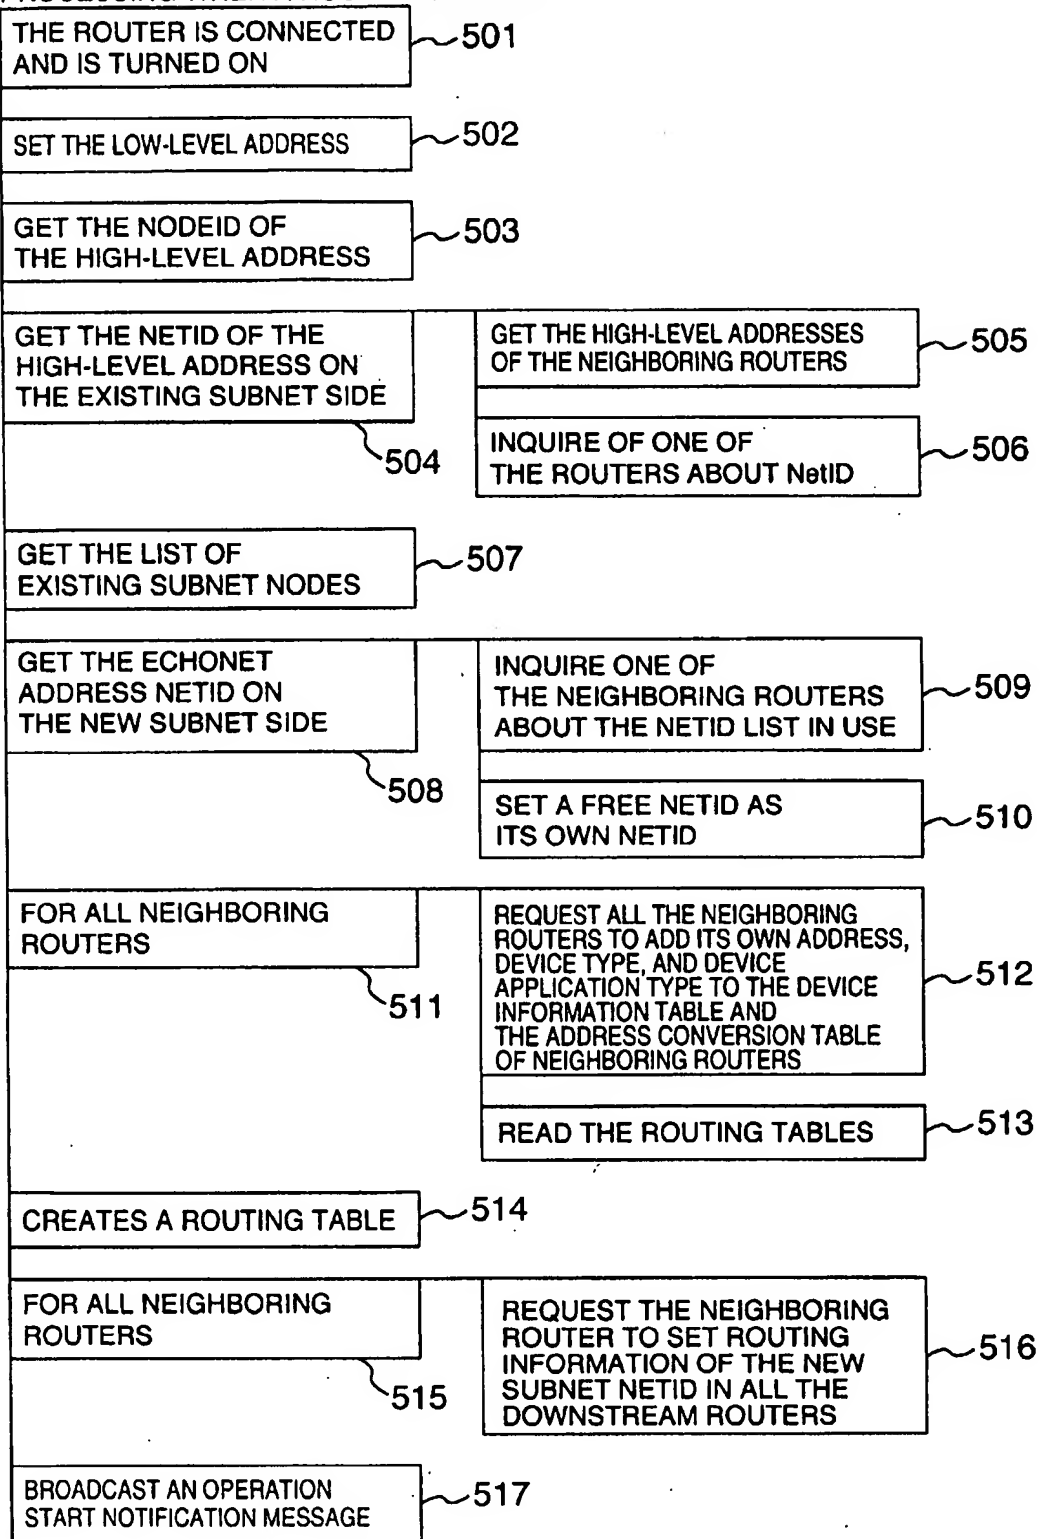 THE ROUTER IS CONNECTED
AND IS TURNED ON
501
SET THE LOW-LEVEL ADDRESS
502
GET THE NODEID OF
THE HIGH-LEVEL ADDRESS
503
GET THE NETID OF THE
HIGH-LEVEL ADDRESS ON
THE EXISTING SUBNET SIDE
504
GET THE HIGH-LEVEL ADDRESSES
OF THE NEIGHBORING ROUTERS
505
INQUIRE OF ONE OF
THE ROUTERS ABOUT NetID
506
GET THE LIST OF
EXISTING SUBNET NODES
507
GET THE ECHONET
ADDRESS NETID ON
THE NEW SUBNET SIDE
508
INQUIRE ONE OF
THE NEIGHBORING ROUTERS
ABOUT THE NETID LIST IN USE
509
SET A FREE NETID AS
ITS OWN NETID
510
FOR ALL NEIGHBORING
ROUTERS
511
REQUEST ALL THE NEIGHBORING
ROUTERS TO ADD ITS OWN ADDRESS,
DEVICE TYPE, AND DEVICE
APPLICATION TYPE TO THE DEVICE
INFORMATION TABLE AND
THE ADDRESS CONVERSION TABLE
OF NEIGHBORING ROUTERS
512
READ THE ROUTING TABLES
513
CREATES A ROUTING TABLE
514
FOR ALL NEIGHBORING
ROUTERS
515
REQUEST THE NEIGHBORING
ROUTER TO SET ROUTING
INFORMATION OF THE NEW
SUBNET NETID IN ALL THE
DOWNSTREAM ROUTERS
516
BROADCAST AN OPERATION
START NOTIFICATION MESSAGE
517